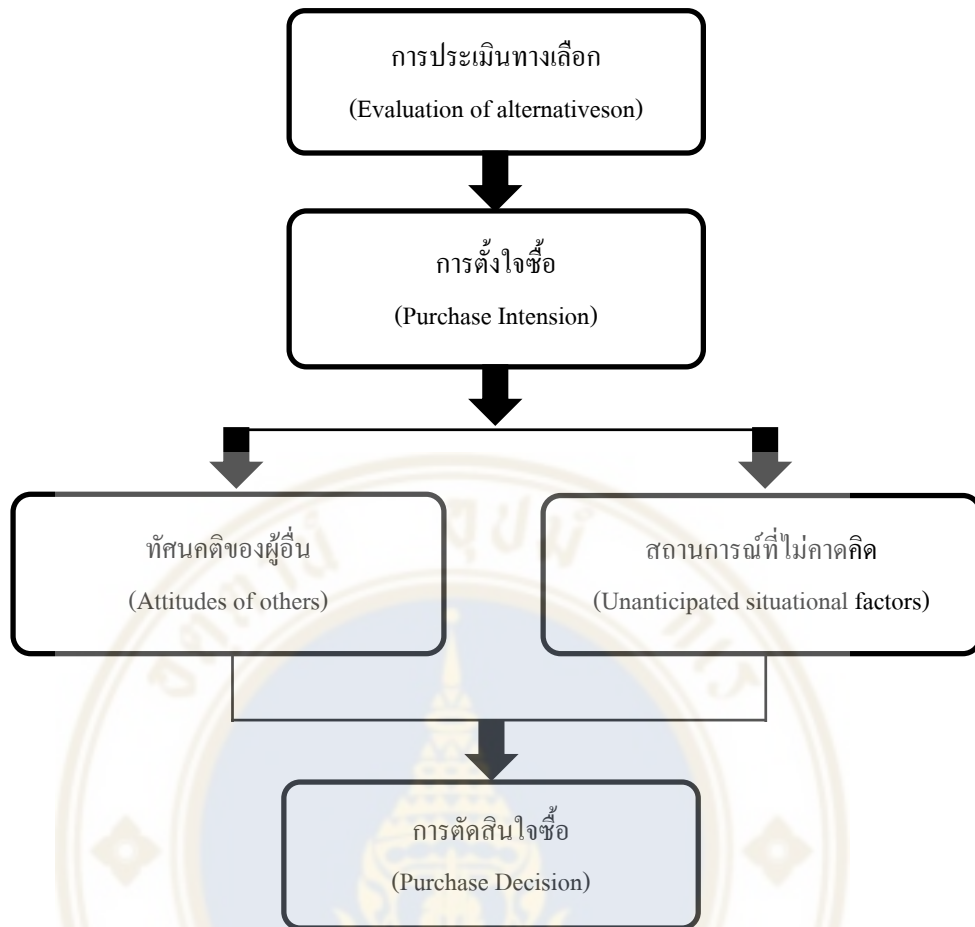 การประเมินทางเลือก
(Evaluation of alternativeson)
การตั้งใจซื้อ
(Purchase Intension)
ทัศนคติของผู้อื่น
(Attitudes of others)
สถานการณ์ที่ไม่คาดคิด
(Unanticipated situational factors)
การตัดสินใจซื้อ
(Purchase Decision)